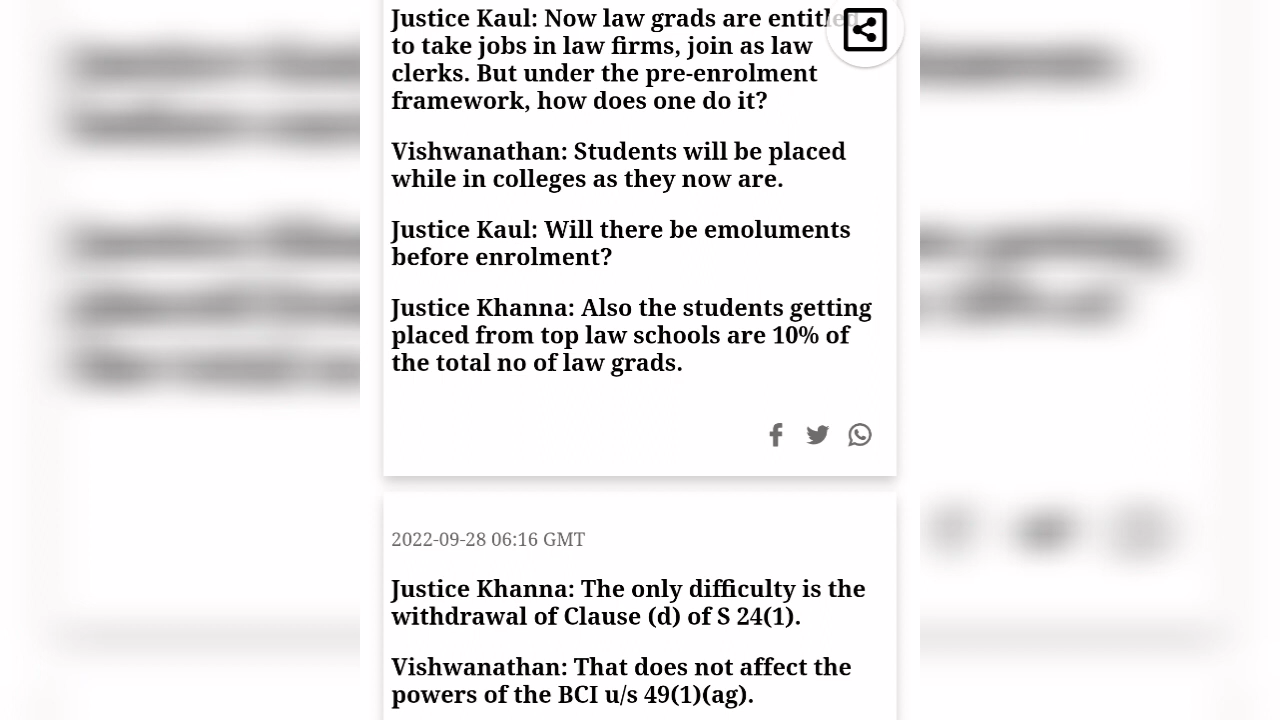 Justice Kaul: Now law grads are entitled
to take jobs in law firms, join as law
clerks. But under the pre-enrolment
framework, how does one do it?
Vishwanathan: Students will be placed
while in colleges as they now are.
Justice Kaul: Will there be emoluments
before enrolment?
Justice Khanna: Also the students getting
placed from top law schools are 10% of
the total no of law grads.
2022-09-28 06:16 GMT
Justice Khanna: The only difficulty is the
withdrawal of Clause (d) of S 24(1).
Vishwanathan: That does not affect the
powers of the BCI u/s 49(1)(ag).